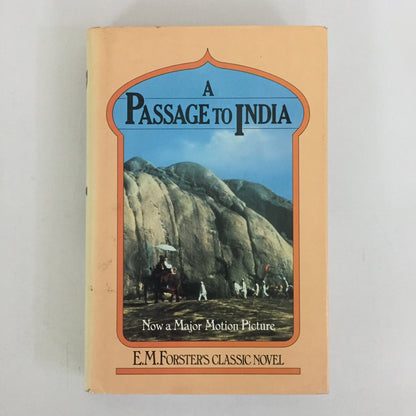 A
PASSAGE TO INDIA
Now a Major Motion Picture
E.M.FORSTER'S CLASSIC NOVEL